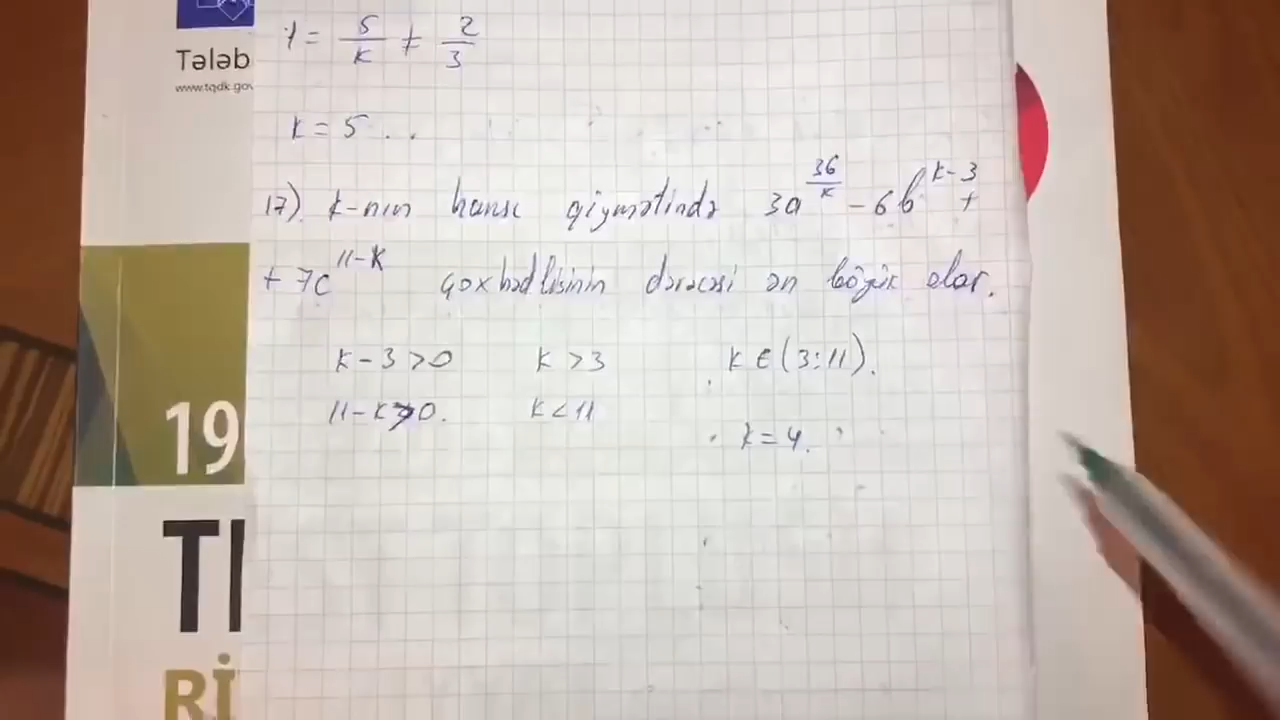 Tələb
www.tqdk.gov
1 = 5/k + 2/3
k = 5 . .
17) k-nın hansı qiymətində 3a^(36/k) - 6b^(k-3) +
+ 7c^(11-k) çoxhədlisinin dərəcəsi ən böyük olar.
k - 3 > 0 k > 3 k ∈ (3;11).
11 - k > 0. k < 11
k = 4.
19
TE
Rİ